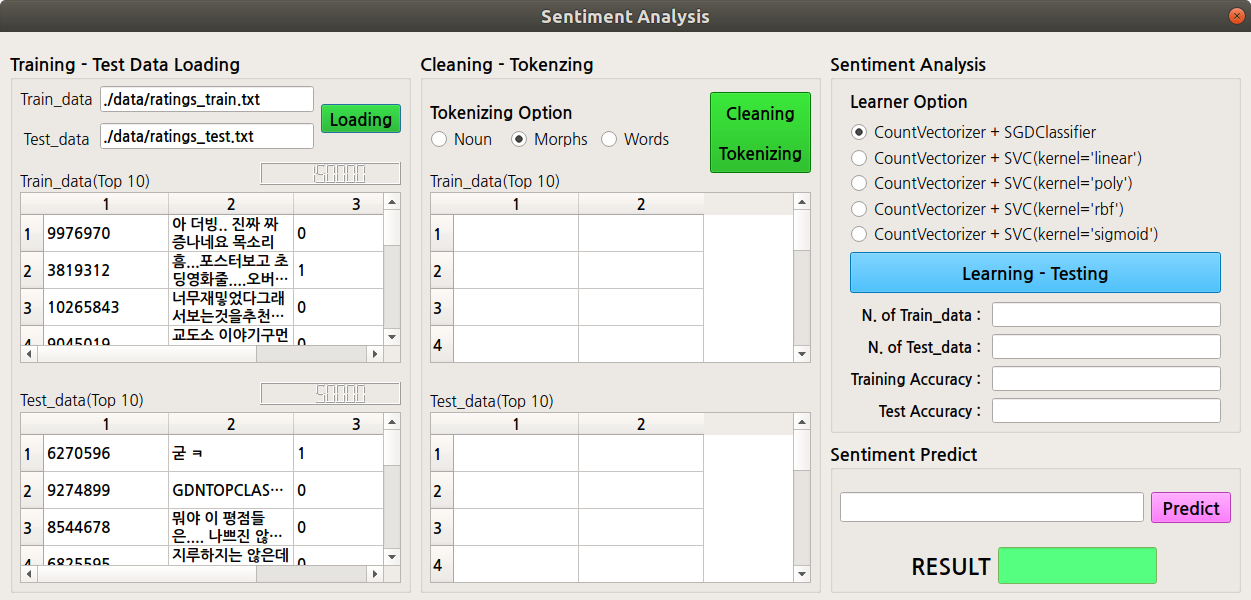 Sentiment Analysis
Training - Test Data Loading
Train_data ./data/ratings_train.txt
Loading
Test_data ./data/ratings_test.txt
Train_data(Top 10)
1 2 3
1 9976970 아 더빙.. 진짜 짜 0
증나네요 목소리
2 3819312 흠...포스터보고 초 1
딩영화줄....오버…
3 10265843 너무재밓었다그래 0
서보는것을추천…
4 9045019 교도소 이야기구먼 0
Test_data(Top 10)
50000
1 2 3
1 6270596 굳 ㅋ 1
2 9274899 GDNTOPCLAS… 0
3 8544678 뭐야 이 평점들 0
은.... 나쁘진 않…
4 6825595 지루하지는 않은데 0
Cleaning - Tokenzing
Tokenizing Option
Noun Morphs Words
Cleaning
Tokenizing
Train_data(Top 10)
1 2
1
2
3
4
Test_data(Top 10)
1 2
1
2
3
4
Sentiment Analysis
Learner Option
CountVectorizer + SGDClassifier
CountVectorizer + SVC(kernel='linear')
CountVectorizer + SVC(kernel='poly')
CountVectorizer + SVC(kernel='rbf')
CountVectorizer + SVC(kernel='sigmoid')
Learning - Testing
N. of Train_data :
N. of Test_data :
Training Accuracy :
Test Accuracy :
Sentiment Predict
Predict
RESULT